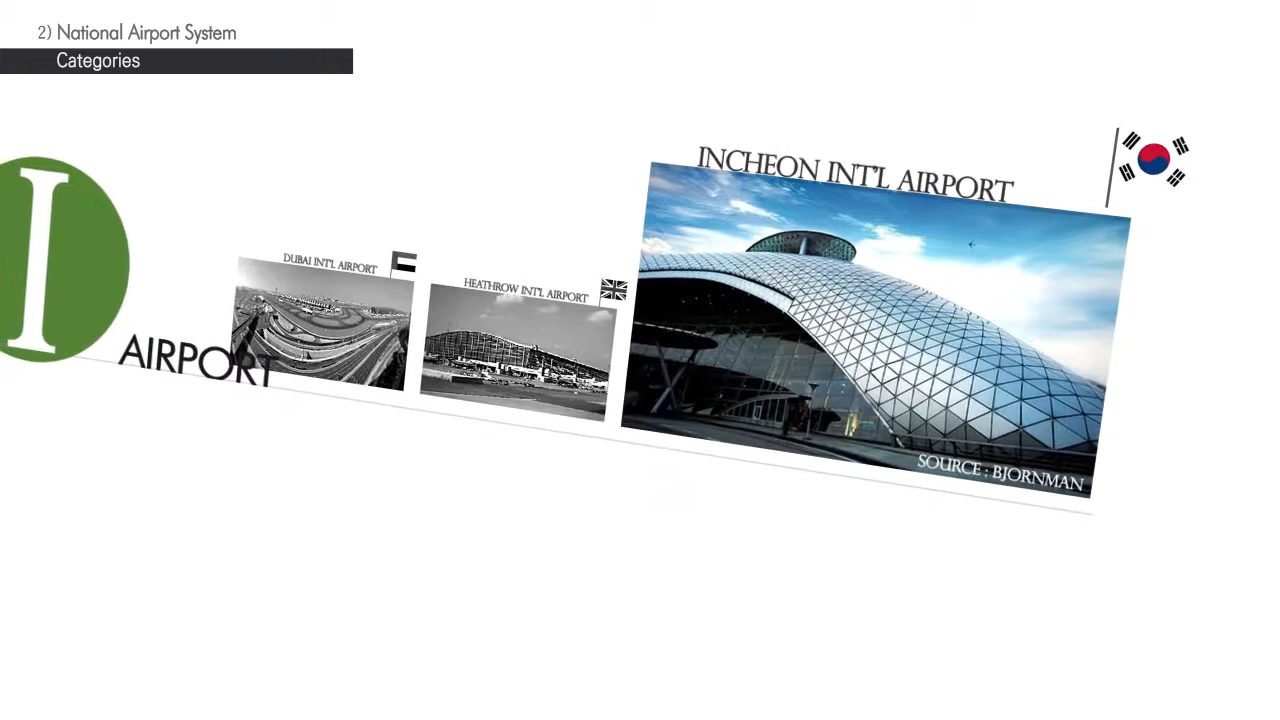 2) National Airport System
Categories
I
AIRPORT
DUBAI INT'L AIRPORT
HEATHROW INT'L AIRPORT
INCHEON INT'L AIRPORT
SOURCE : BJORNMAN